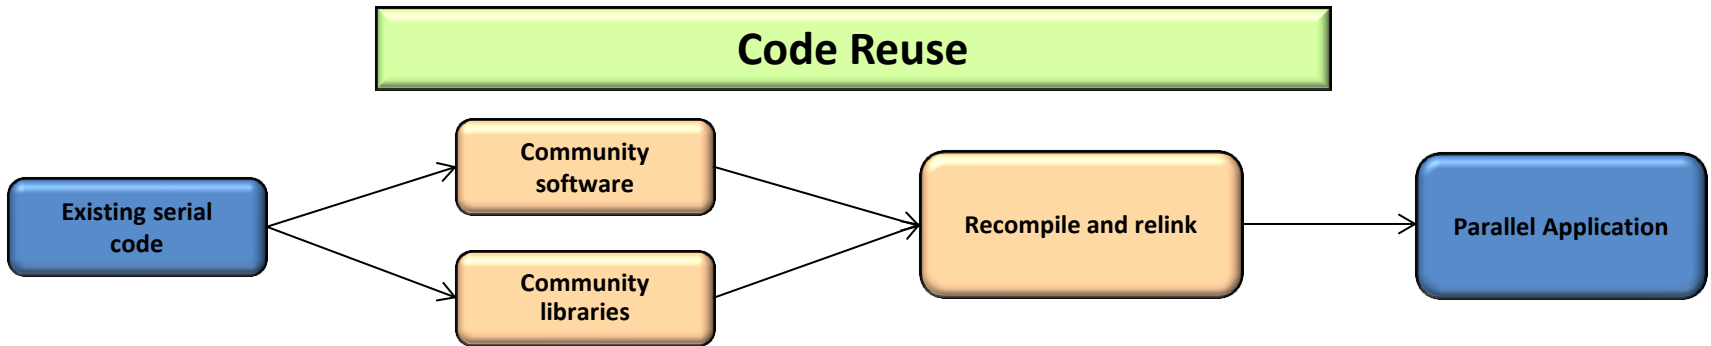 Code Reuse
Existing serial
code
Community
software
Community
libraries
Recompile and relink
Parallel Application